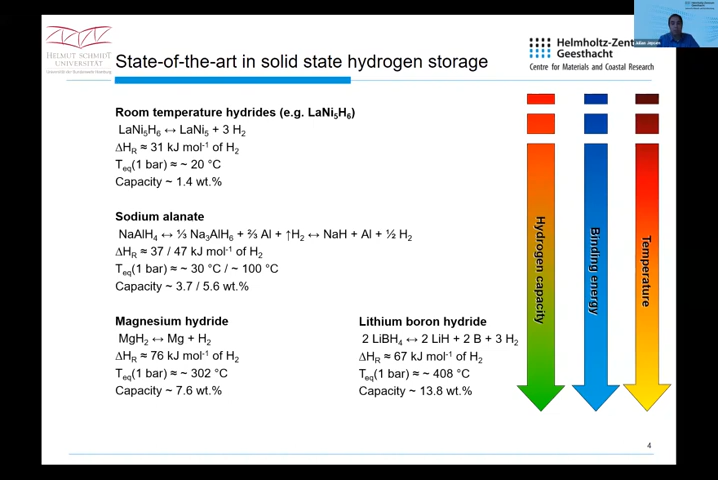 HELMUT SCHMIDT
UNIVERSITÄT
Universität der Bundeswehr Hamburg
State-of-the-art in solid state hydrogen storage
Helmholtz-Zent
Geesthacht
Centre for Materials and Coastal Research
Room temperature hydrides (e.g. LaNi₅H₆)
LaNi₅H₆ ↔ LaNi₅ + 3 H₂
ΔH_R ≈ 31 kJ mol⁻¹ of H₂
T_eq(1 bar) ≈ ~ 20 °C
Capacity ~ 1.4 wt.%
Sodium alanate
NaAlH₄ ↔ ⅓ Na₃AlH₆ + ⅔ Al + ↑H₂ ↔ NaH + Al + ½ H₂
ΔH_R ≈ 37 / 47 kJ mol⁻¹ of H₂
T_eq(1 bar) ≈ ~ 30 °C / ~ 100 °C
Capacity ~ 3.7 / 5.6 wt.%
Magnesium hydride
MgH₂ ↔ Mg + H₂
ΔH_R ≈ 76 kJ mol⁻¹ of H₂
T_eq(1 bar) ≈ ~ 302 °C
Capacity ~ 7.6 wt.%
Lithium boron hydride
2 LiBH₄ ↔ 2 LiH + 2 B + 3 H₂
ΔH_R ≈ 67 kJ mol⁻¹ of H₂
T_eq(1 bar) ≈ ~ 408 °C
Capacity ~ 13.8 wt.%
Hydrogen capacity
Binding energy
Temperature
4